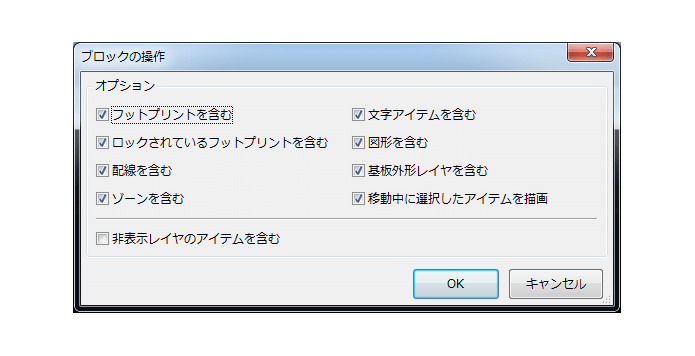 ブロックの操作
オプション
フットプリントを含む
文字アイテムを含む
ロックされているフットプリントを含む
図形を含む
配線を含む
基板外形レイヤを含む
ゾーンを含む
移動中に選択したアイテムを描画
非表示レイヤのアイテムを含む
OK
キャンセル